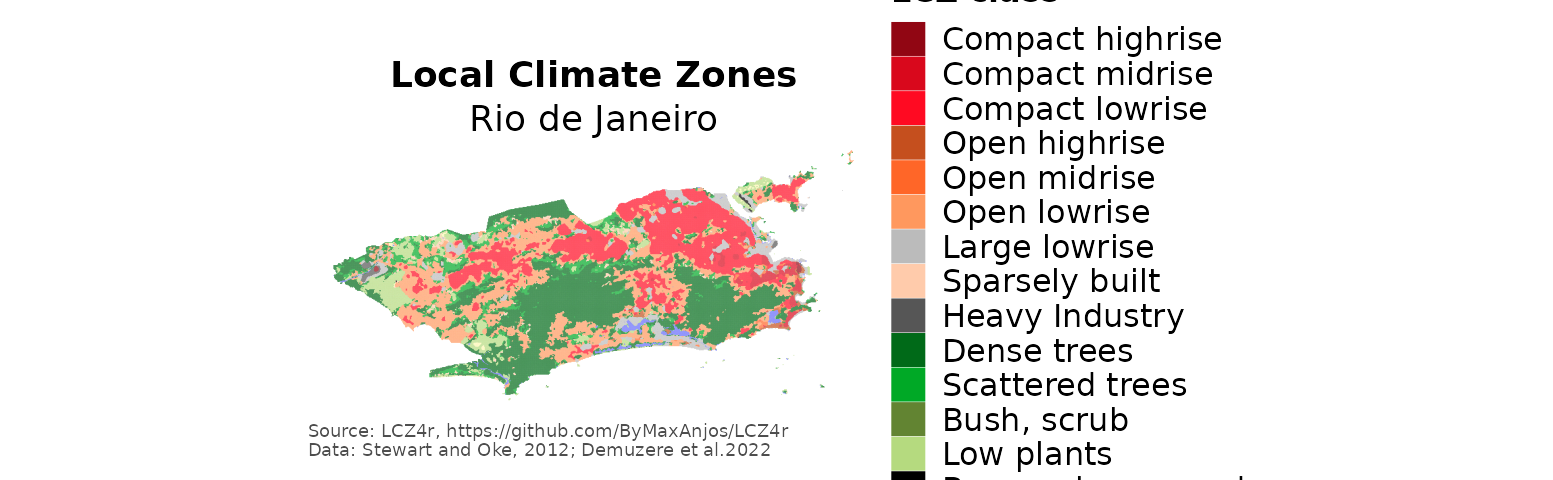 Local Climate Zones
Rio de Janeiro
Source: LCZ4r, https://github.com/ByMaxAnjos/LCZ4r
Data: Stewart and Oke, 2012; Demuzere et al.2022
LCZ class
Compact highrise
Compact midrise
Compact lowrise
Open highrise
Open midrise
Open lowrise
Large lowrise
Sparsely built
Heavy Industry
Dense trees
Scattered trees
Bush, scrub
Low plants